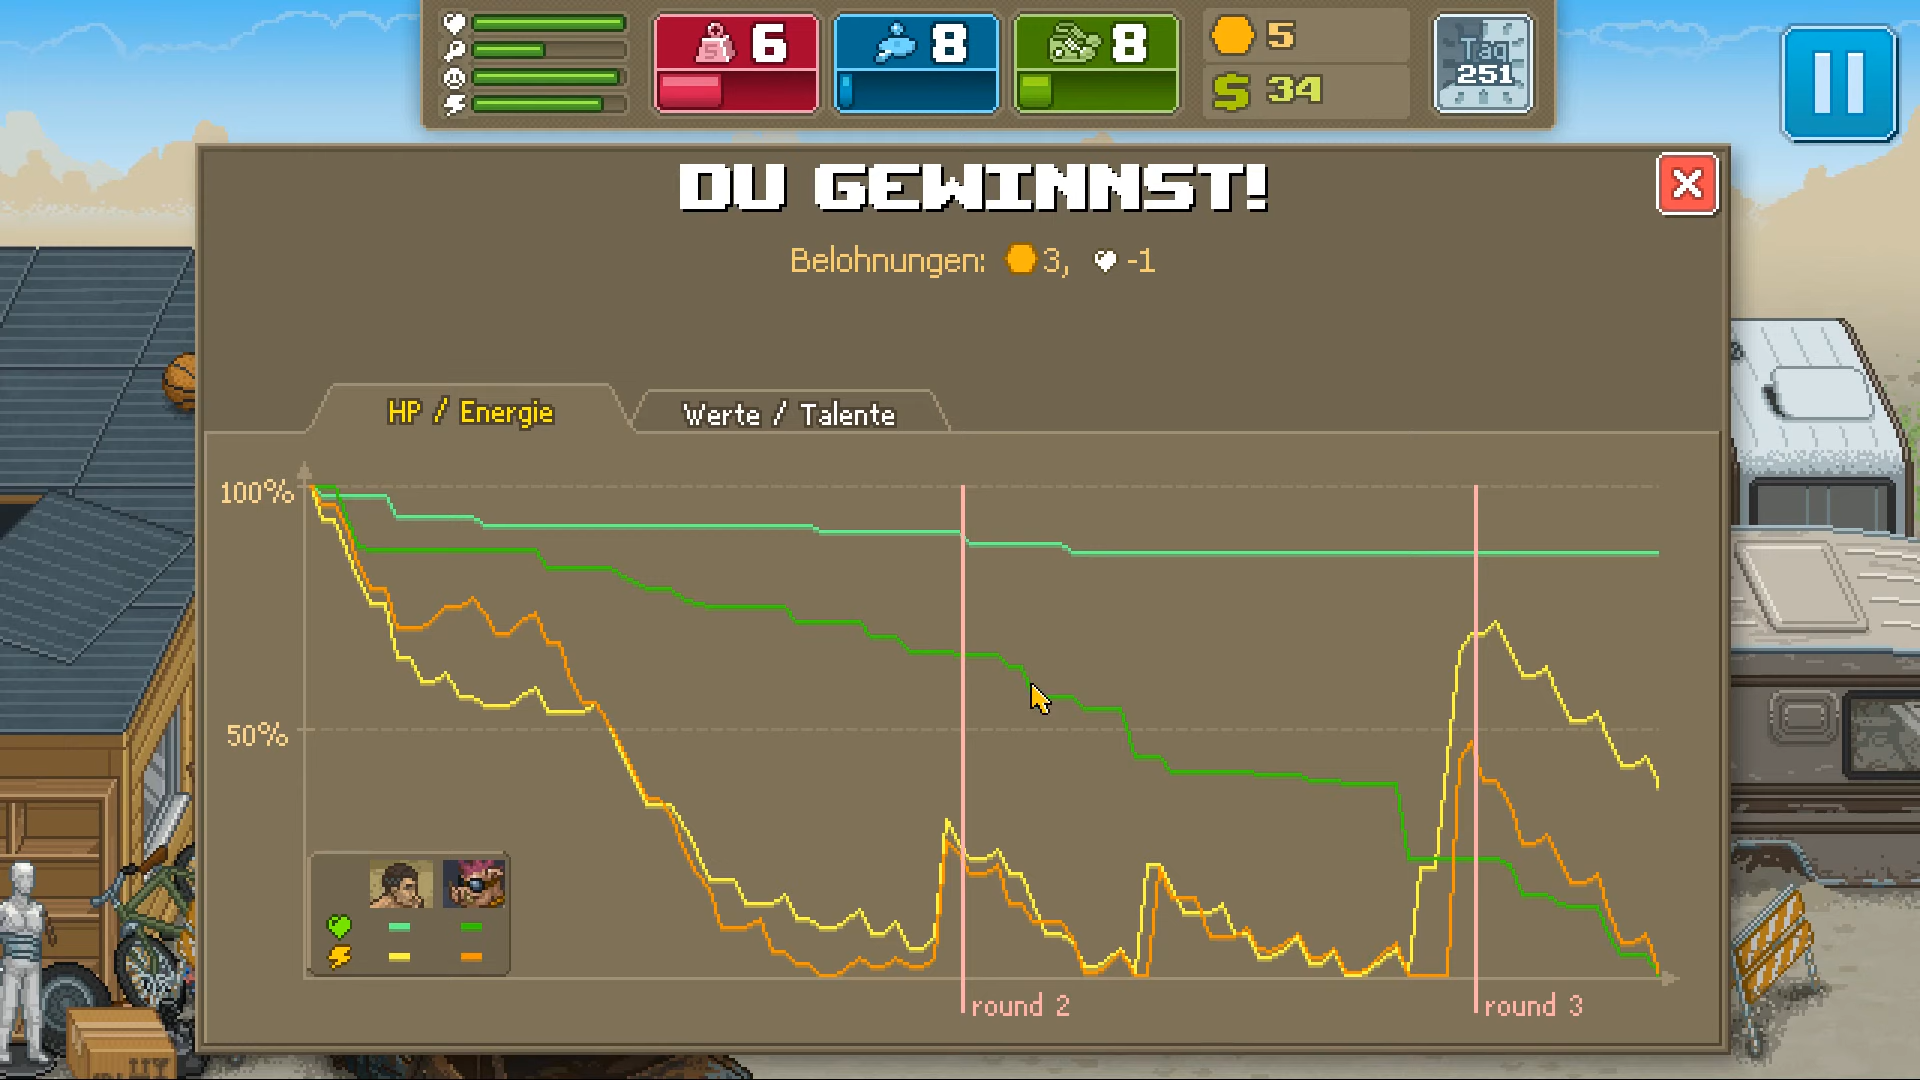 6
8
8
5
$ 34
Taq
251
DU GEWINNST!
Belohnungen: 3, -1
HP / Energie
Werte / Talente
100%
50%
round 2
round 3